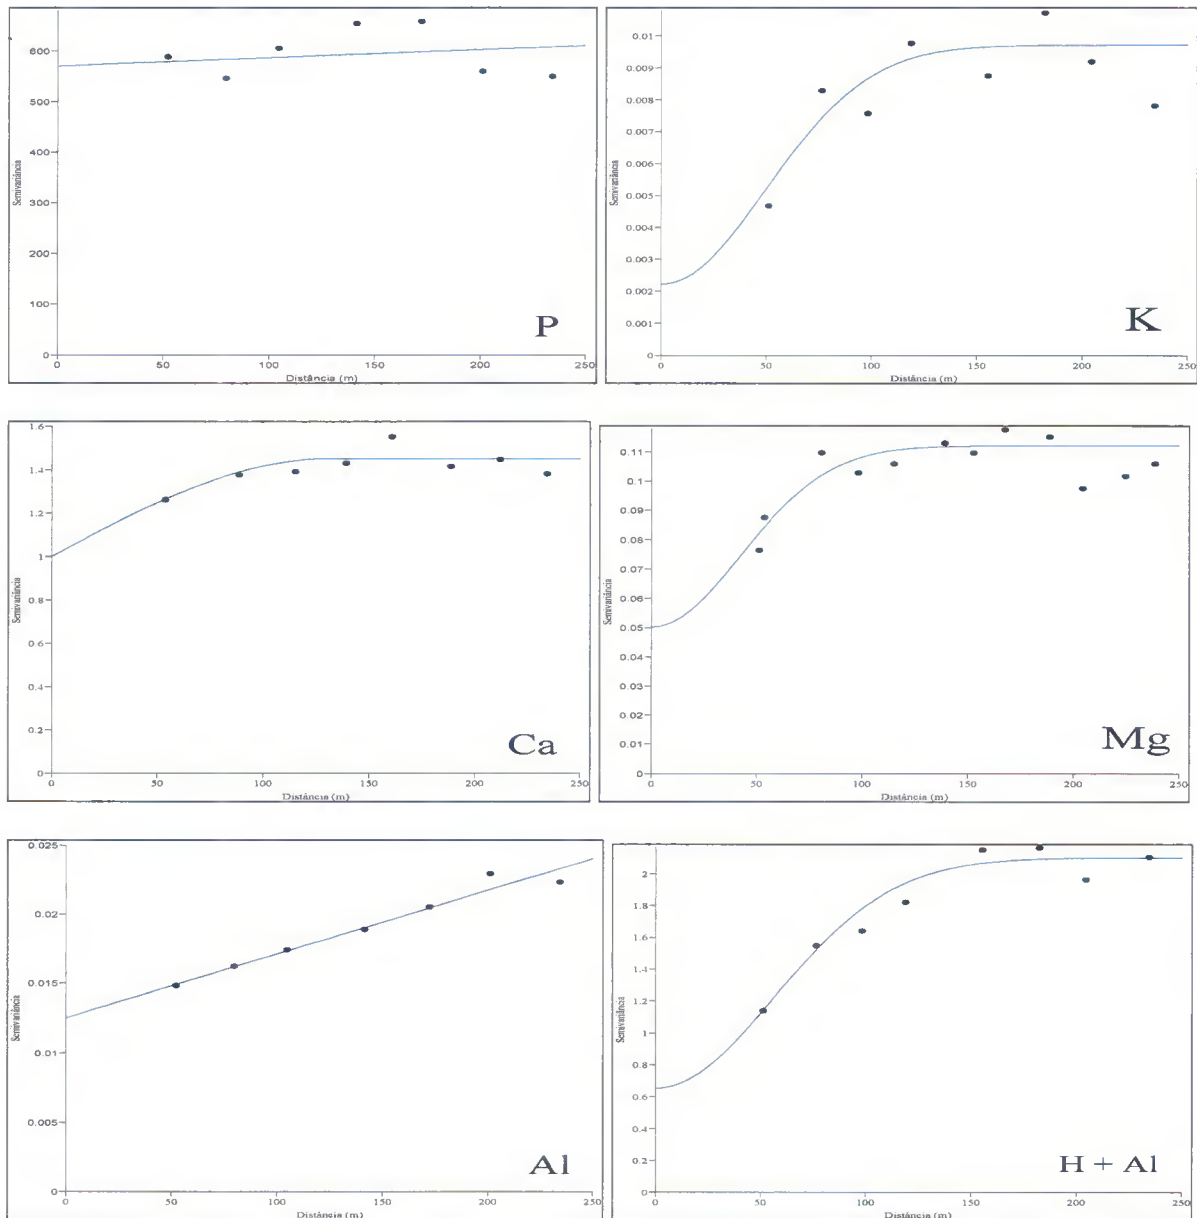 600
500
400
300
200
100
0
Semivariância
0 50 100 150 200 250
Distância (m)
P
0.01
0.009
0.008
0.007
0.006
0.005
0.004
0.003
0.002
0.001
0
Semivariância
0 50 100 150 200 250
Distância (m)
K
1.6
1.4
1.2
1
0.8
0.6
0.4
0.2
0
Semivariância
0 50 100 150 200 250
Distância (m)
Ca
0.11
0.1
0.09
0.08
0.07
0.06
0.05
0.04
0.03
0.02
0.01
0
Semivariância
0 50 100 150 200 250
Distância (m)
Mg
0.025
0.02
0.015
0.01
0.005
0
Semivariância
0 50 100 150 200 250
Distância (m)
Al
2
1.8
1.6
1.4
1.2
1
0.8
0.6
0.4
0.2
0
Semivariância
0 50 100 150 200 250
Distância (m)
H + Al